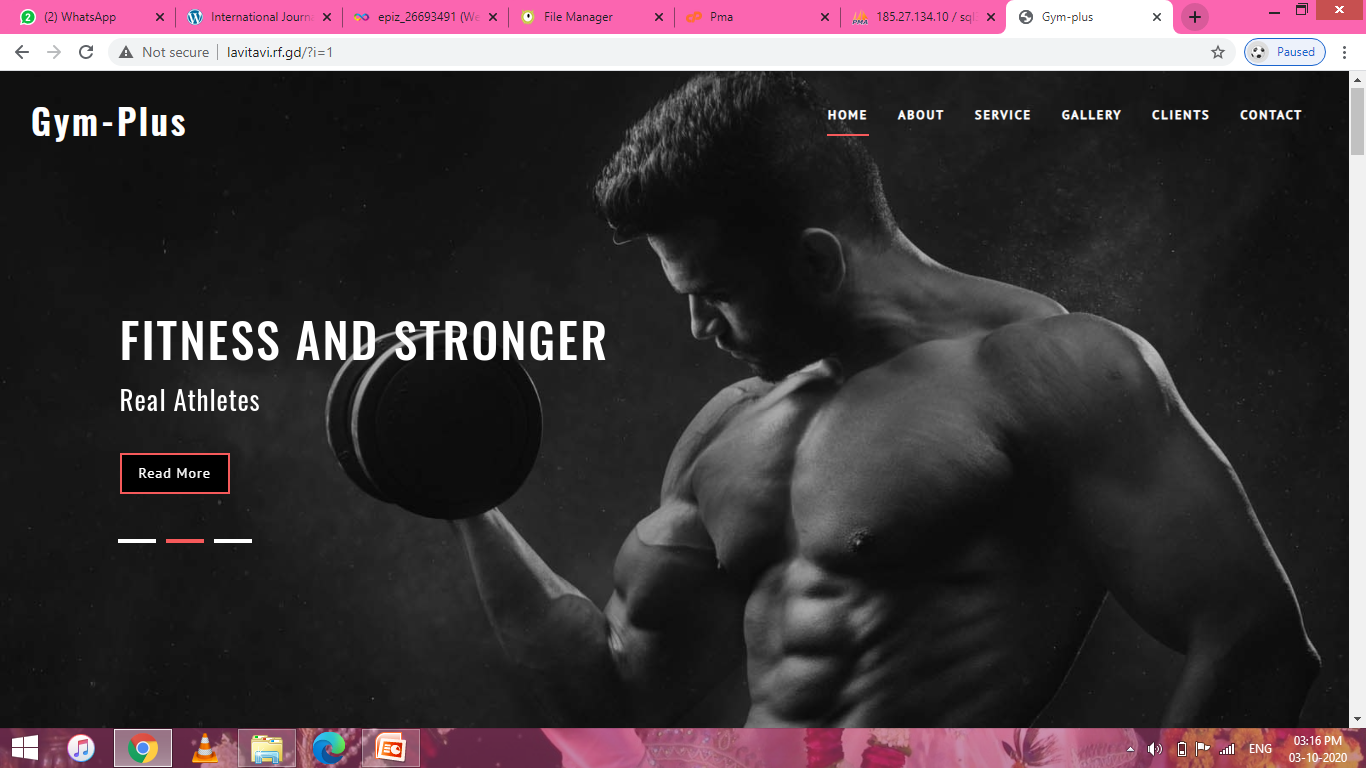 (2) WhatsApp
International Journa
epiz_26693491 (We
File Manager
Pma
185.27.134.10 / sql
Gym-plus
Not secure
lavitavi.rf.gd/?i=1
Paused
Gym-Plus
HOME
ABOUT
SERVICE
GALLERY
CLIENTS
CONTACT
FITNESS AND STRONGER
Real Athletes
Read More
ENG
03:16 PM
03-10-2020